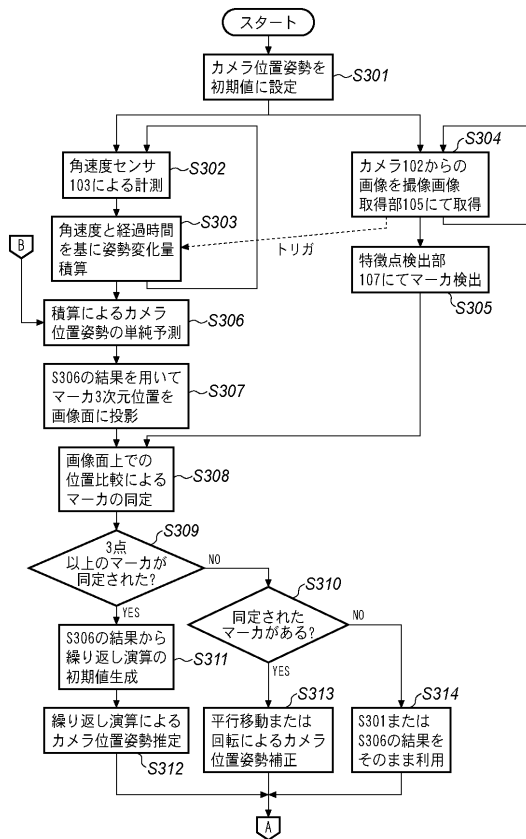 スタート
カメラ位置姿勢を
初期値に設定
S301
角速度センサ
103による計測
S302
カメラ102からの
画像を撮像画像
取得部105にて取得
S304
角速度と経過時間
を基に姿勢変化量
積算
S303
トリガ
特徴点検出部
107にてマーカ検出
S305
B
積算によるカメラ
位置姿勢の単純予測
S306
S306の結果を用いて
マーカ3次元位置を
画像面に投影
S307
画像面上での
位置比較による
マーカの同定
S308
3点
以上のマーカが
同定された?
S309
NO
YES
同定された
マーカがある?
S310
NO
YES
S306の結果から
繰り返し演算の
初期値生成
S311
繰り返し演算による
カメラ位置姿勢推定
S312
平行移動または
回転によるカメラ
位置姿勢補正
S313
S301または
S306の結果を
そのまま利用
S314
A